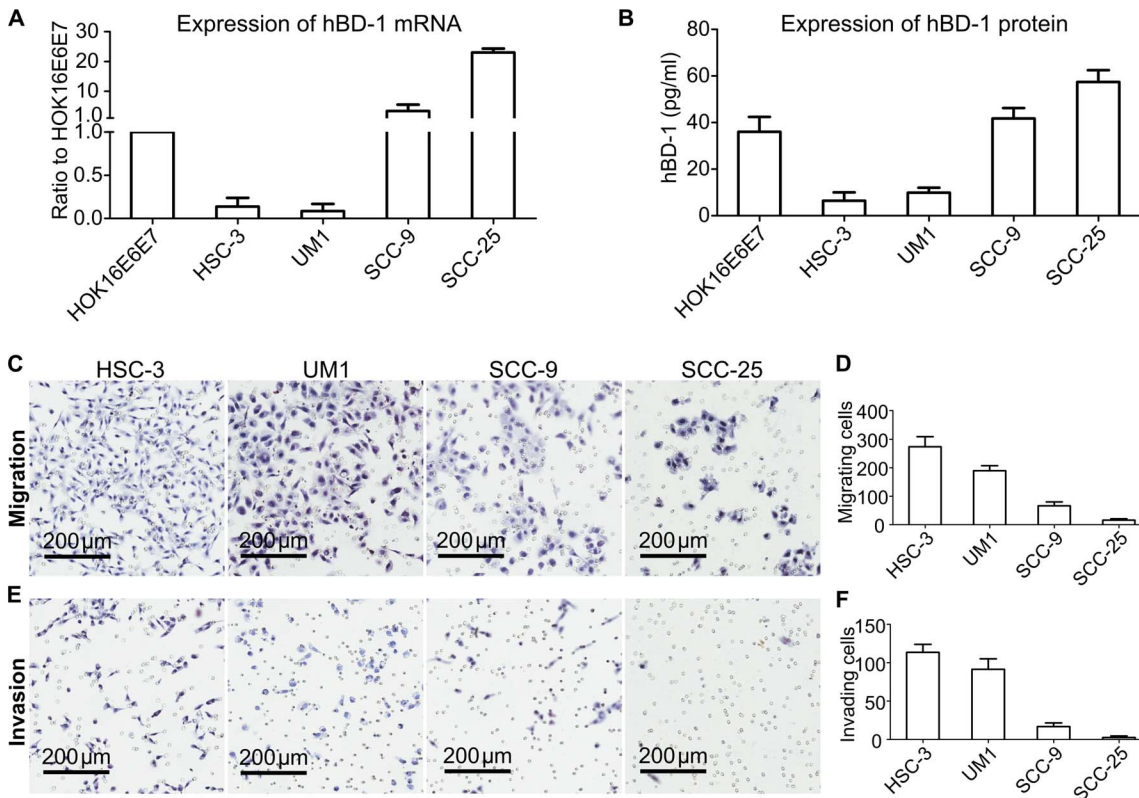 A
Expression of hBD-1 mRNA
Ratio to HOK16E6E7
30
20
10
1.0
1.0
0.5
0.0
HOK16E6E7
HSC-3
UM1
SCC-9
SCC-25
B
Expression of hBD-1 protein
hBD-1 (pg/ml)
80
60
40
20
0
HOK16E6E7
HSC-3
UM1
SCC-9
SCC-25
C
HSC-3
UM1
SCC-9
SCC-25
Migration
200 µm
200 µm
200 µm
200 µm
D
Migrating cells
400
300
200
100
0
HSC-3
UM1
SCC-9
SCC-25
E
Invasion
200 µm
200 µm
200 µm
200 µm
F
Invading cells
150
100
50
0
HSC-3
UM1
SCC-9
SCC-25